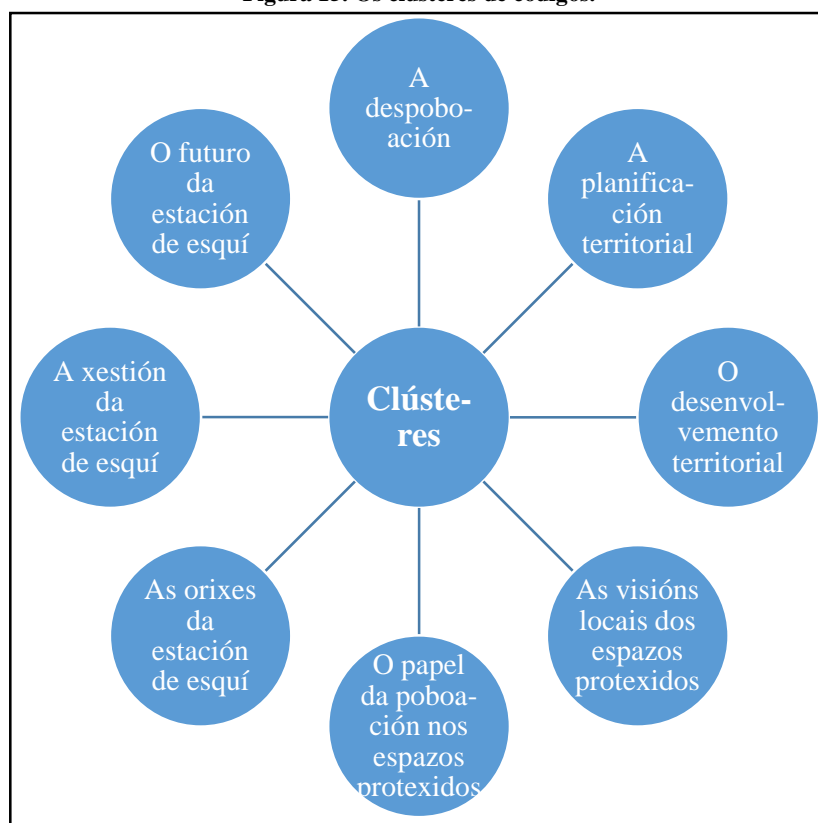 A
despobo-
ación
O futuro
da
estación
de esquí
A
planifica-
ción
territorial
A xestión
da
estación
de esquí
Clúste-
res
O
desenvol-
vemento
territorial
As orixes
da
estación
de esquí
As visións
locais dos
espazos
protexidos
O papel
da poboa-
ción nos
espazos
protexidos